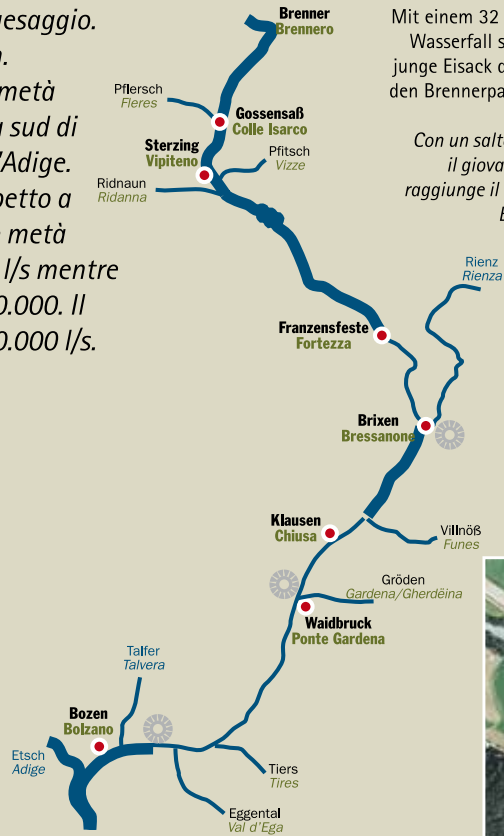 esaggio.
metà
sud di
'Adige.
petto a
metà
l/s mentre
0.000. Il
0.000 l/s.
Mit einem 32
Wasserfall s
junge Eisack d
den Brennerpa
Con un salt
il giova
raggiunge il
Brenner
Brennero
Pflersch
Fleres
Gossensaß
Colle Isarco
Sterzing
Vipiteno
Pfitsch
Vizze
Ridnaun
Ridanna
Rienz
Rienza
Franzensfeste
Fortezza
Brixen
Bressanone
Klausen
Chiusa
Villnöß
Funes
Gröden
Gardena/Gherdëina
Waidbruck
Ponte Gardena
Talfer
Talvera
Bozen
Bolzano
Etsch
Adige
Tiers
Tires
Eggental
Val d'Ega